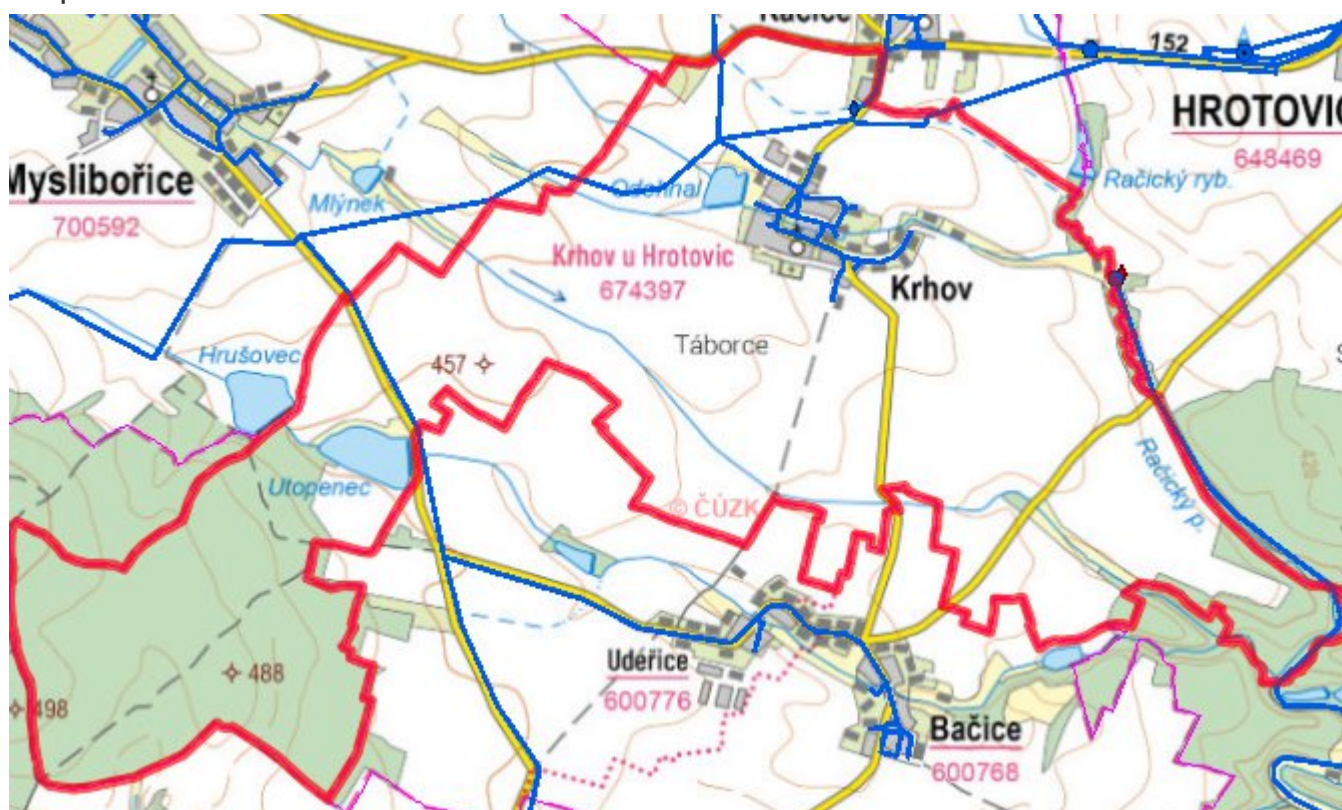 Račice
152
HROTOVIC
648469
Myslibořice
700592
Mlýnek
Odehnal
Račický ryb.
Krhov u Hrotovic
674397
Krhov
Táborce
Hrušovec
457
Utopenec
© ČÚZK
Račický p.
428
Udeřice
600776
488
498
Bačice
600768